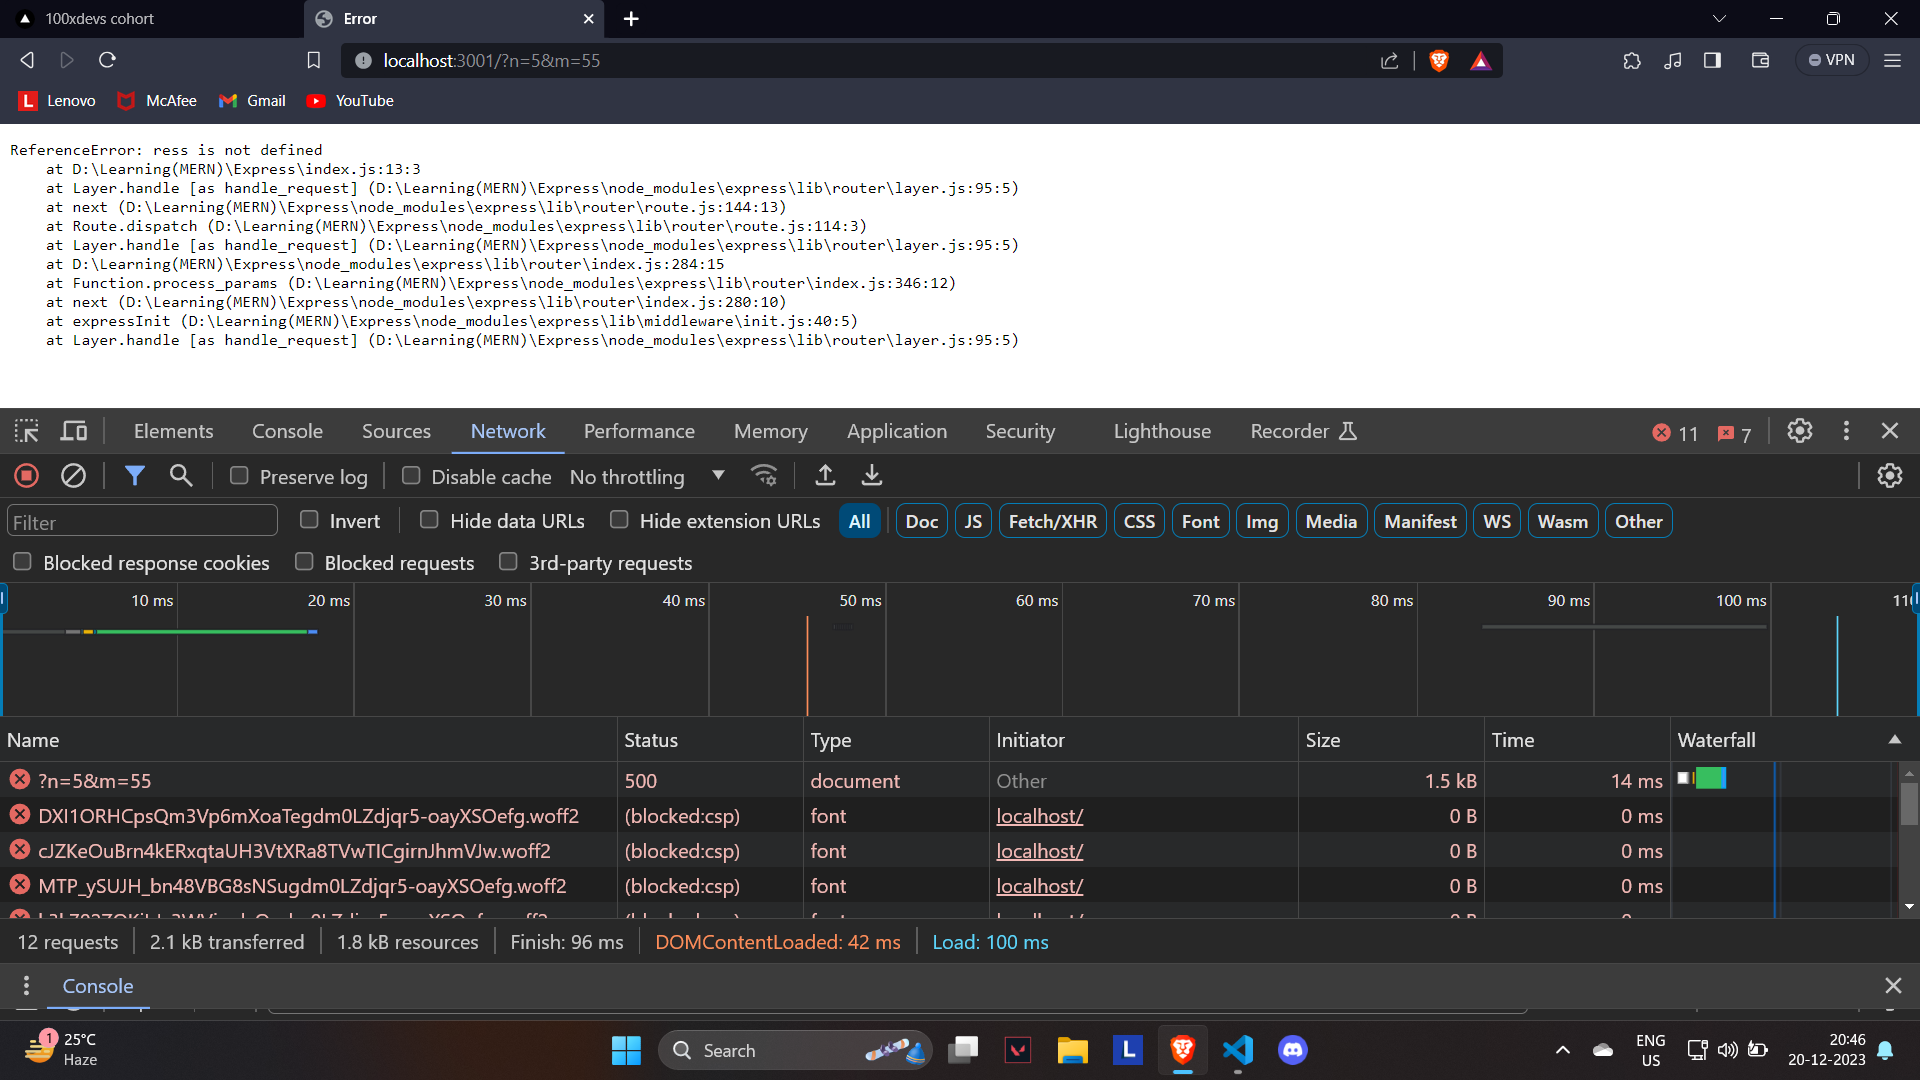 100xdevs cohort
Error
localhost:3001/?n=5&m=55
VPN
Lenovo
McAfee
Gmail
YouTube
ReferenceError: ress is not defined
at D:\Learning(MERN)\Express\index.js:13:3
at Layer.handle [as handle_request] (D:\Learning(MERN)\Express\node_modules\express\lib\router\layer.js:95:5)
at next (D:\Learning(MERN)\Express\node_modules\express\lib\router\route.js:144:13)
at Route.dispatch (D:\Learning(MERN)\Express\node_modules\express\lib\router\route.js:114:3)
at Layer.handle [as handle_request] (D:\Learning(MERN)\Express\node_modules\express\lib\router\layer.js:95:5)
at D:\Learning(MERN)\Express\node_modules\express\lib\router\index.js:284:15
at Function.process_params (D:\Learning(MERN)\Express\node_modules\express\lib\router\index.js:346:12)
at next (D:\Learning(MERN)\Express\node_modules\express\lib\router\index.js:280:10)
at expressInit (D:\Learning(MERN)\Express\node_modules\express\lib\middleware\init.js:40:5)
at Layer.handle [as handle_request] (D:\Learning(MERN)\Express\node_modules\express\lib\router\layer.js:95:5)
Elements Console Sources Network Performance Memory Application Security Lighthouse Recorder 11 7
Preserve log Disable cache No throttling
Filter Invert Hide data URLs Hide extension URLs All Doc JS Fetch/XHR CSS Font Img Media Manifest WS Wasm Other
Blocked response cookies Blocked requests 3rd-party requests
10 ms 20 ms 30 ms 40 ms 50 ms 60 ms 70 ms 80 ms 90 ms 100 ms
Name Status Type Initiator Size Time Waterfall
?n=5&m=55 500 document Other 1.5 kB 14 ms
DXI1ORHCpsQm3Vp6mXoaTegdm0LZdjqr5-oayXSOefg.woff2 (blocked:csp) font localhost/ 0 B 0 ms
cJZKeOuBrn4kERxqtaUH3VtXRa8TVwTICgirnJhmVJw.woff2 (blocked:csp) font localhost/ 0 B 0 ms
MTP_ySUJH_bn48VBG8sNSugdm0LZdjqr5-oayXSOefg.woff2 (blocked:csp) font localhost/ 0 B 0 ms
12 requests 2.1 kB transferred 1.8 kB resources Finish: 96 ms DOMContentLoaded: 42 ms Load: 100 ms
Console
1
25°C
Haze
Search
L
ENG
US
20:46
20-12-2023